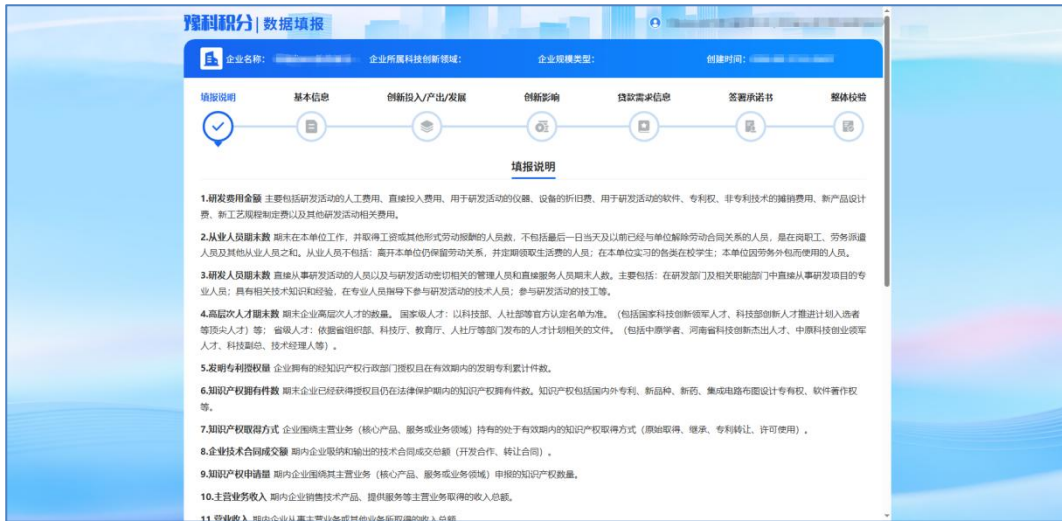 豫科积分 | 数据填报
企业名称： 企业所属科技创新领域： 企业规模类型： 创建时间：
填报说明 基本信息 创新投入/产出/发展 创新影响 贷款需求信息 签署承诺书 整体校验
填报说明
1.研发费用金额 主要包括研发活动的人工费用、直接投入费用、用于研发活动的仪器、设备的折旧费、用于研发活动的软件、专利权、非专利技术的摊销费用、新产品设计
费、新工艺规程制定费以及其他研发活动相关费用。
2.从业人员期末数 期末在本单位工作，并取得工资或其他形式劳动报酬的人员数，不包括最后一日当天及以前已经与单位解除劳动合同关系的人员，是在岗职工、劳务派遣
人员及其他从业人员之和。从业人员不包括：离开本单位仍保留劳动关系，并定期领取生活费的人员；在本单位实习的各类在校学生；本单位因劳务外包而使用的人员。
3.研发人员期末数 直接从事研发活动的人员以及与研发活动密切相关的管理人员和直接服务人员期末人数。主要包括：在研发部门及相关职能部门中直接从事研发项目的专
业人员；具有相关技术知识和经验，在专业人员指导下参与研发活动的技术人员；参与研发活动的技工等。
4.高层次人才期末数 期末企业高层次人才的数量。 国家级人才：以科技部、人社部等官方认定名单为准。（包括国家科技创新领军人才、科技部创新人才推进计划入选者
等顶尖人才）等； 省级人才：依据省组织部、科技厅、教育厅、人社厅等部门发布的人才计划相关的文件。（包括中原学者、河南省科技创新杰出人才、中原科技创业领军
人才、科技副总、技术经理人等）。
5.发明专利授权量 企业拥有的经知识产权行政部门授权且在有效期内的发明专利累计件数。
6.知识产权拥有件数 期末企业已经获得授权且仍在法律保护期内的知识产权拥有件数。知识产权包括国内外专利、新品种、新药、集成电路布图设计专有权、软件著作权
等。
7.知识产权取得方式 企业围绕主营业务（核心产品、服务或业务领域）持有的处于有效期内的知识产权取得方式（原始取得、继承、专利转让、许可使用）。
8.企业技术合同成交额 期内企业吸纳和输出的技术合同成交总额（开发合作、转让合同）。
9.知识产权申请量 期内企业围绕其主营业务（核心产品、服务或业务领域）申报的知识产权数量。
10.主营业务收入 期内企业销售技术产品、提供服务等主营业务取得的收入总额。
11.营业收入 期内企业从事主营业务或其他业务所取得的收入总额